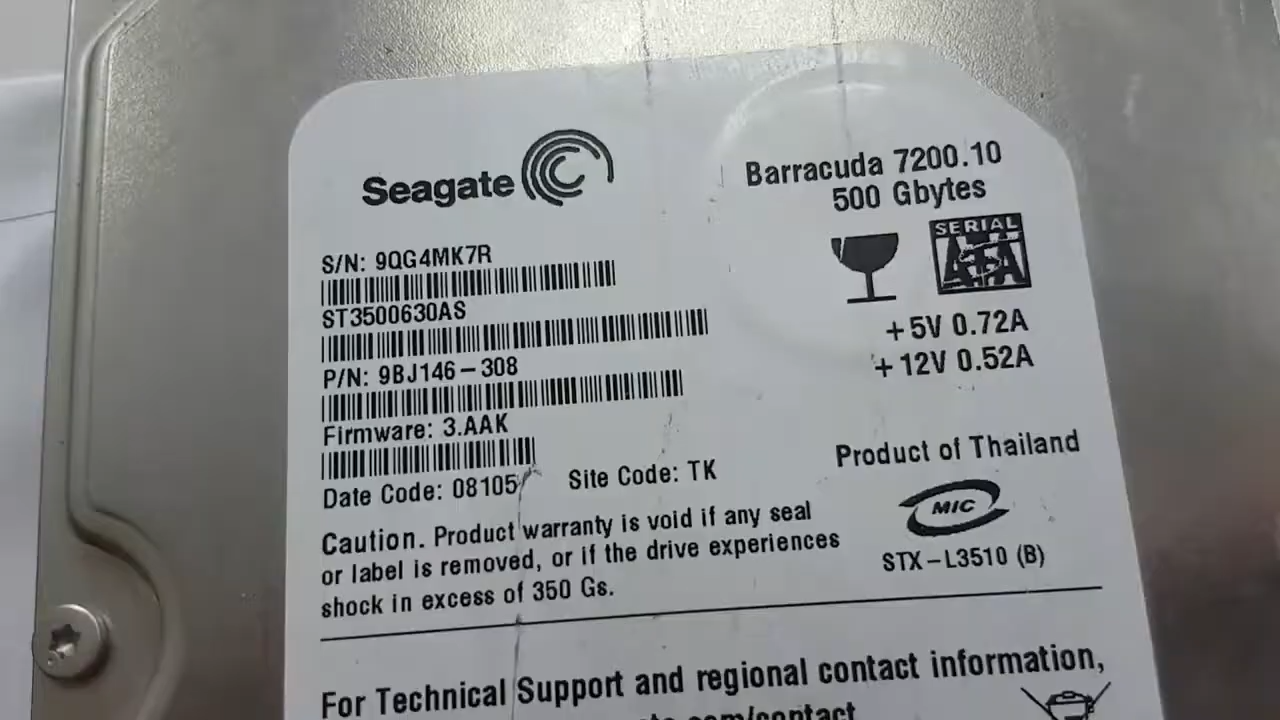 Seagate
Barracuda 7200.10
500 Gbytes
SERIAL
ATA
S/N: 9QG4MK7R
ST3500630AS
P/N: 9BJ146-308
Firmware: 3.AAK
Date Code: 08105 Site Code: TK
+5V 0.72A
+12V 0.52A
Product of Thailand
MIC
STX-L3510 (B)
Caution. Product warranty is void if any seal
or label is removed, or if the drive experiences
shock in excess of 350 Gs.
For Technical Support and regional contact information,
com/contact